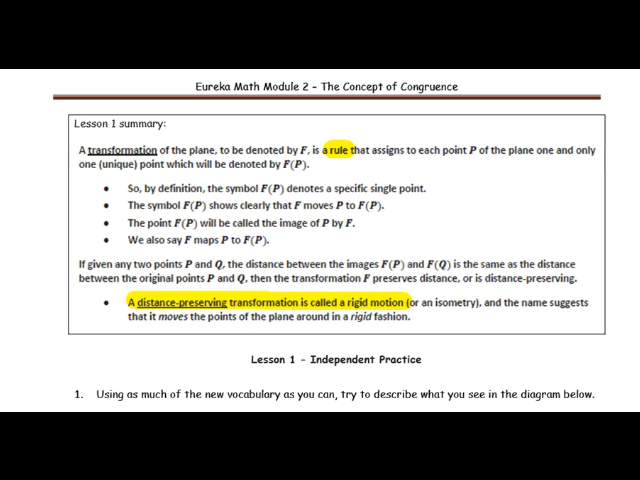 Eureka Math Module 2 – The Concept of Congruence
Lesson 1 summary:
A transformation of the plane, to be denoted by F, is a rule that assigns to each point P of the plane one and only
one (unique) point which will be denoted by F(P).
• So, by definition, the symbol F(P) denotes a specific single point.
• The symbol F(P) shows clearly that F moves P to F(P).
• The point F(P) will be called the image of P by F.
• We also say F maps P to F(P).
If given any two points P and Q, the distance between the images F(P) and F(Q) is the same as the distance
between the original points P and Q, then the transformation F preserves distance, or is distance-preserving.
• A distance-preserving transformation is called a rigid motion (or an isometry), and the name suggests
that it moves the points of the plane around in a rigid fashion.
Lesson 1 – Independent Practice
1. Using as much of the new vocabulary as you can, try to describe what you see in the diagram below.